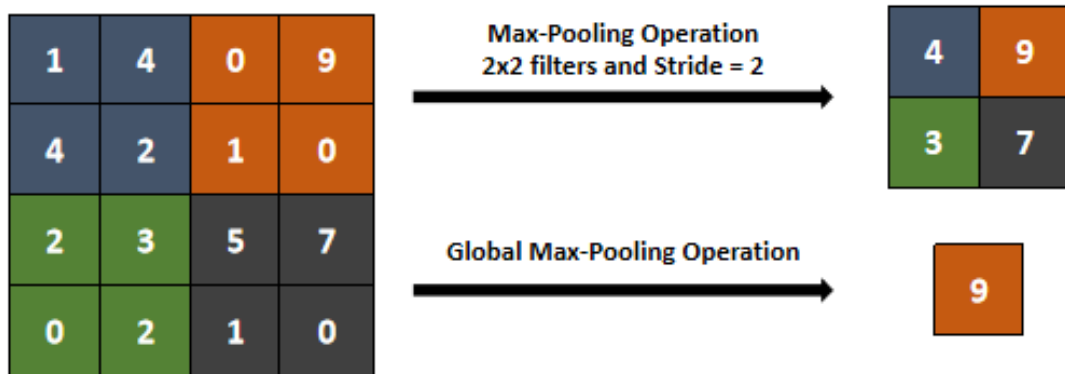 1 4 0 9
4 2 1 0
2 3 5 7
0 2 1 0
Max-Pooling Operation
2x2 filters and Stride = 2
4 9
3 7
Global Max-Pooling Operation
9